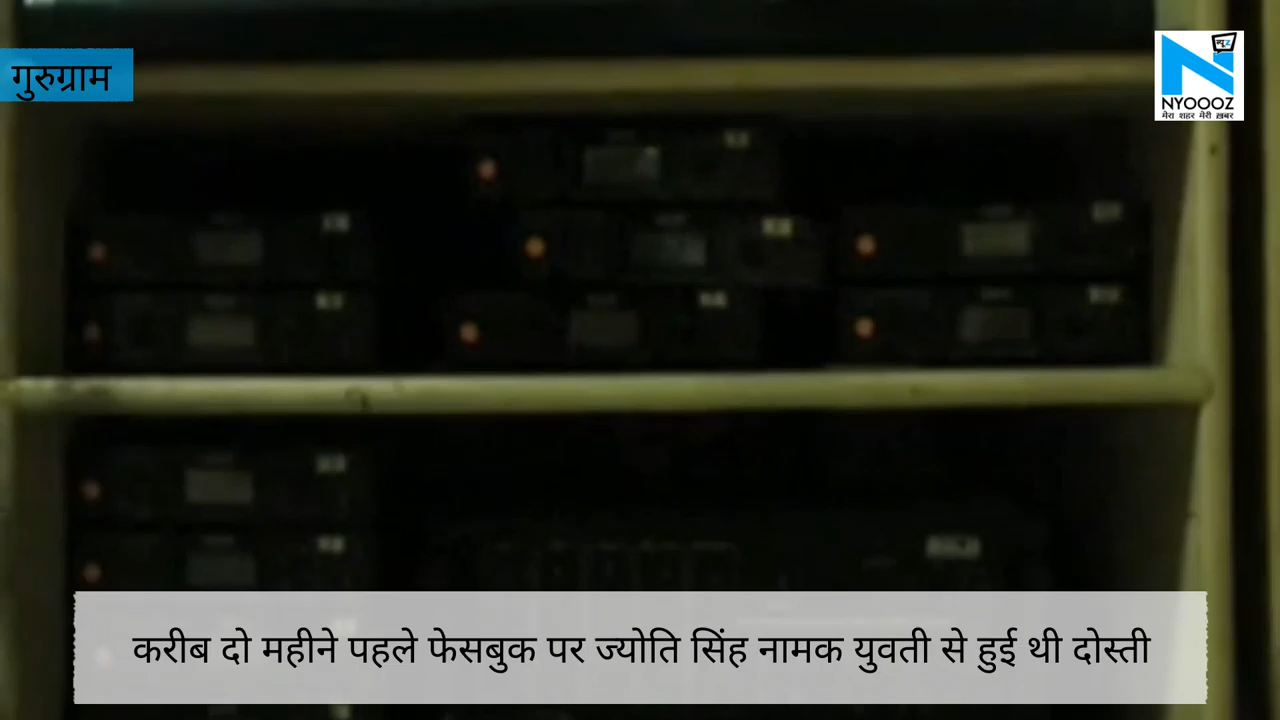 गुरुग्राम
न्यूz
NYOOOZ
मेरा शहर मेरी ख़बर
करीब दो महीने पहले फेसबुक पर ज्योति सिंह नामक युवती से हुई थी दोस्ती